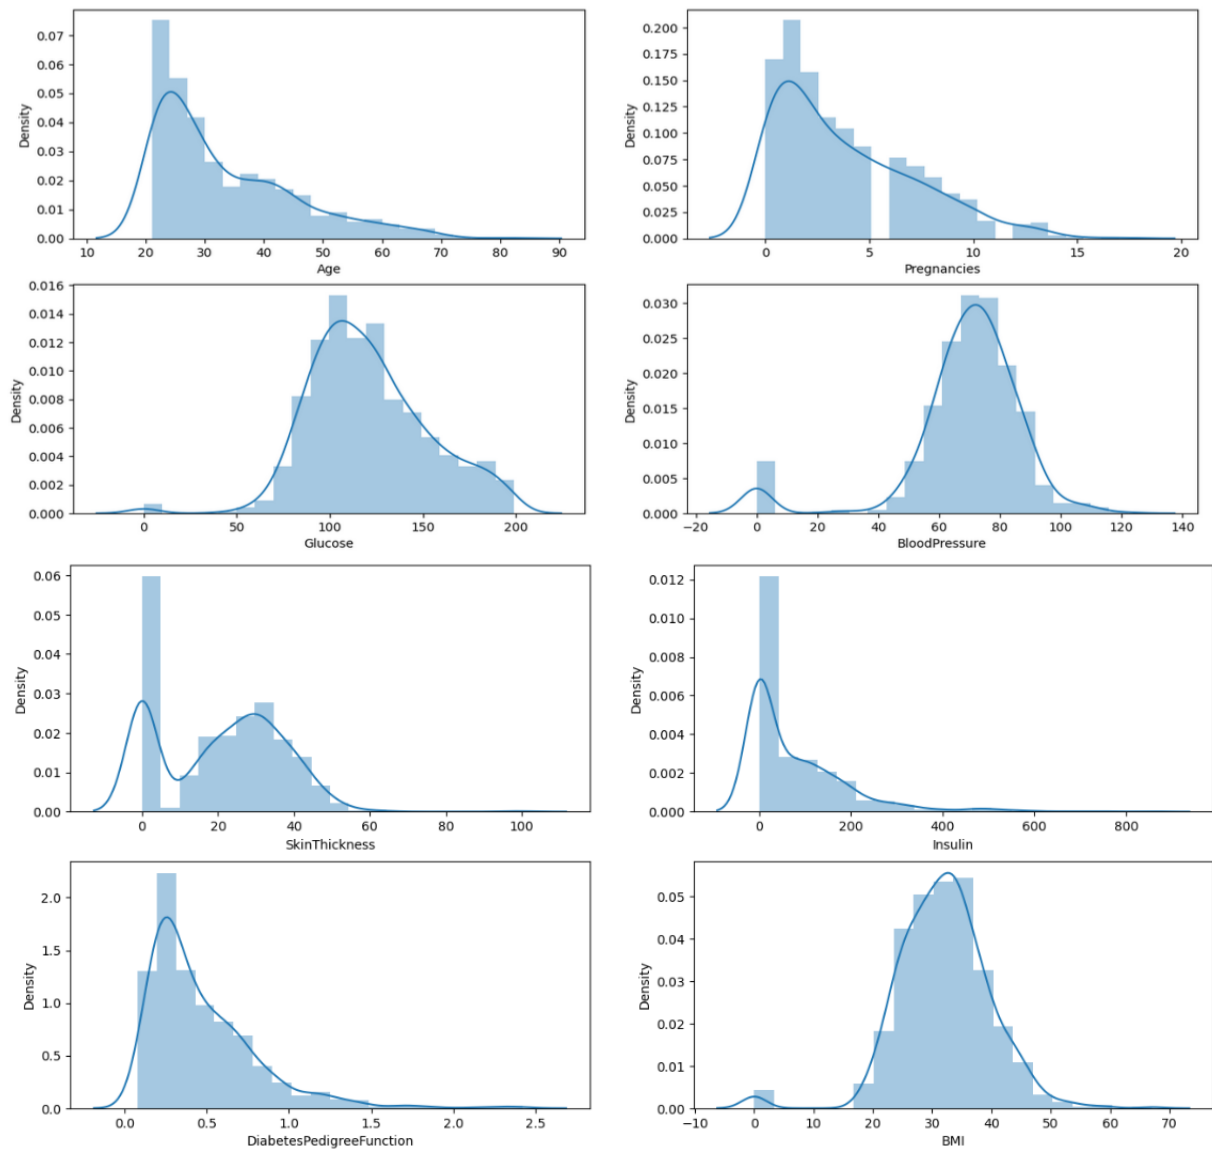 0.07
0.06
0.05
0.04
0.03
0.02
0.01
0.00
Density
10 20 30 40 50 60 70 80 90
Age
0.200
0.175
0.150
0.125
0.100
0.075
0.050
0.025
0.000
Density
0 5 10 15 20
Pregnancies
0.016
0.014
0.012
0.010
0.008
0.006
0.004
0.002
0.000
Density
0 50 100 150 200
Glucose
0.030
0.025
0.020
0.015
0.010
0.005
0.000
Density
−20 0 20 40 60 80 100 120 140
BloodPressure
0.06
0.05
0.04
0.03
0.02
0.01
0.00
Density
0 20 40 60 80 100
SkinThickness
0.012
0.010
0.008
0.006
0.004
0.002
0.000
Density
0 200 400 600 800
Insulin
2.0
1.5
1.0
0.5
0.0
Density
0.0 0.5 1.0 1.5 2.0 2.5
DiabetesPedigreeFunction
0.05
0.04
0.03
0.02
0.01
0.00
Density
−10 0 10 20 30 40 50 60 70
BMI